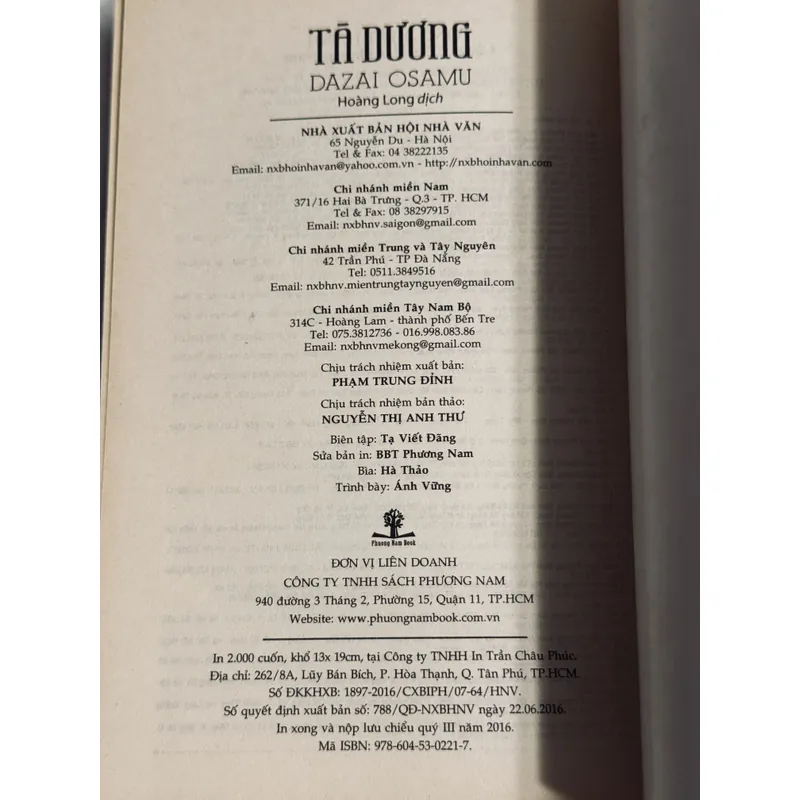 TÀ DƯƠNG
DAZAI OSAMU
Hoàng Long dịch
NHÀ XUẤT BẢN HỘI NHÀ VĂN
65 Nguyễn Du - Hà Nội
Tel & Fax: 04 38222135
Email: nxbhoinhavan@yahoo.com.vn - http://nxbhoinhavan.com
Chi nhánh miền Nam
371/16 Hai Bà Trưng - Q.3 - TP. HCM
Tel & Fax: 08 38297915
Email: nxbhnv.saigon@gmail.com
Chi nhánh miền Trung và Tây Nguyên
42 Trần Phú - TP Đà Nẵng
Tel: 0511.3849516
Email: nxbhnv.mientrungtaynguyen@gmail.com
Chi nhánh miền Tây Nam Bộ
314C - Hoàng Lam - thành phố Bến Tre
Tel: 075.3812736 - 016.998.083.86
Email: nxbhnvmekong@gmail.com
Chịu trách nhiệm xuất bản:
PHẠM TRUNG ĐỈNH
Chịu trách nhiệm bản thảo:
NGUYỄN THỊ ANH THƯ
Biên tập: Tạ Viết Đãng
Sửa bản in: BBT Phương Nam
Bìa: Hà Thảo
Trình bày: Ánh Vững
Phuong Nam Book
ĐƠN VỊ LIÊN DOANH
CÔNG TY TNHH SÁCH PHƯƠNG NAM
940 đường 3 Tháng 2, Phường 15, Quận 11, TP.HCM
Website: www.phuongnambook.com.vn
In 2.000 cuốn, khổ 13x 19cm, tại Công ty TNHH In Trần Châu Phúc.
Địa chỉ: 262/8A, Lũy Bán Bích, P. Hòa Thạnh, Q. Tân Phú, TP.HCM.
Số ĐKKHXB: 1897-2016/CXBIPH/07-64/HNV.
Số quyết định xuất bản số: 788/QĐ-NXBHNV ngày 22.06.2016.
In xong và nộp lưu chiểu quý III năm 2016.
Mã ISBN: 978-604-53-0221-7.